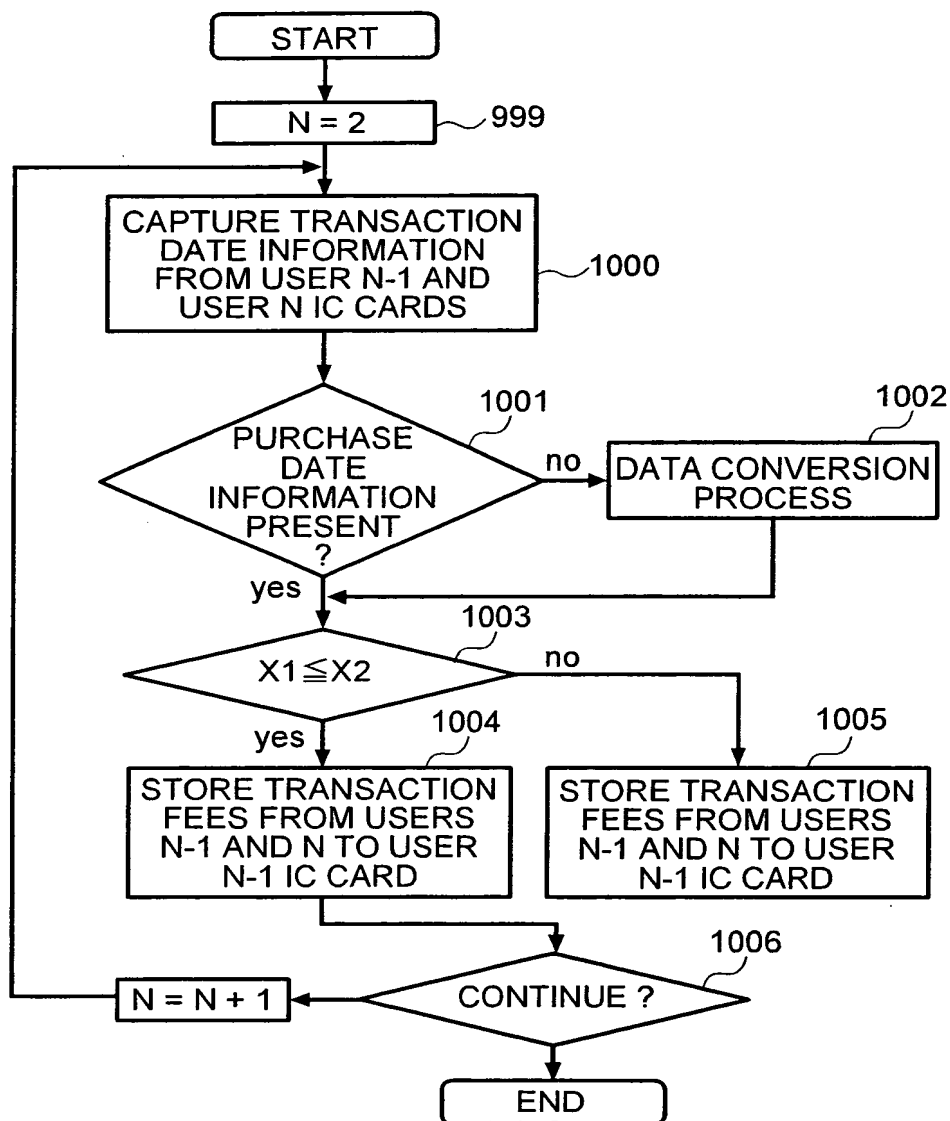 START
N = 2
999
CAPTURE TRANSACTION
DATE INFORMATION
FROM USER N-1 AND
USER N IC CARDS
1000
PURCHASE
DATE
INFORMATION
PRESENT
?
1001
no
1002
DATA CONVERSION
PROCESS
yes
1003
X1≦X2
no
yes
1004
STORE TRANSACTION
FEES FROM USERS
N-1 AND N TO USER
N-1 IC CARD
1005
STORE TRANSACTION
FEES FROM USERS
N-1 AND N TO USER
N-1 IC CARD
1006
CONTINUE ?
N = N + 1
END